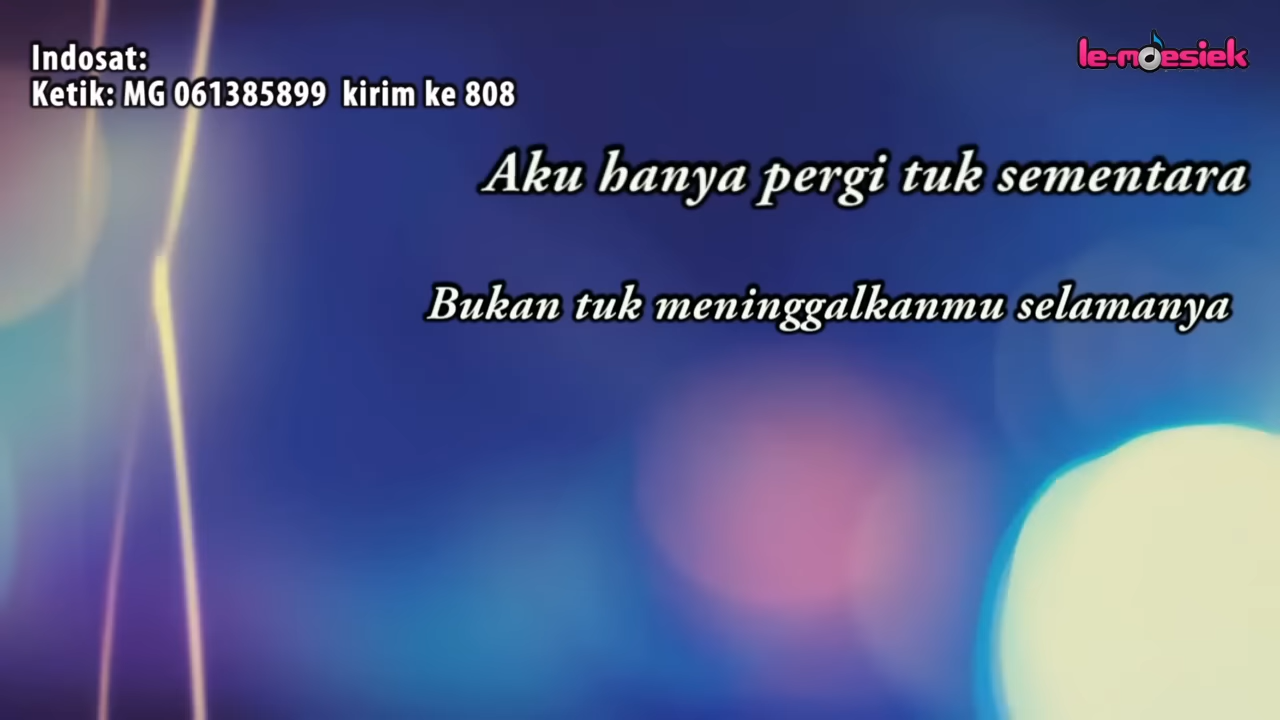 Indosat:
Ketik: MG 061385899 kirim ke 808
le-moesiek
Aku hanya pergi tuk sementara
Bukan tuk meninggalkanmu selamanya